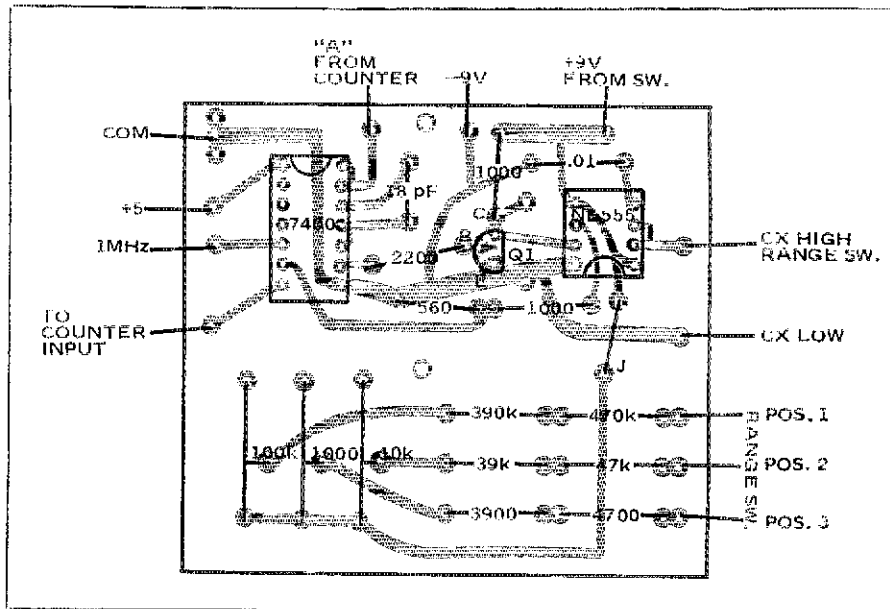 "A"
FROM
COUNTER
-9V
+9V
FROM SW.
COM
1000
.01
18 pF
+5
7400
C
NE555
1MHz
B
2200
Q1
CX HIGH
RANGE SW.
E
TO
COUNTER
INPUT
560
1000
J
CX LOW
J
390k
470k
POS. 1
100k
1000
10k
39k
47k
POS. 2
RANGE SW.
3900
4700
POS. 3